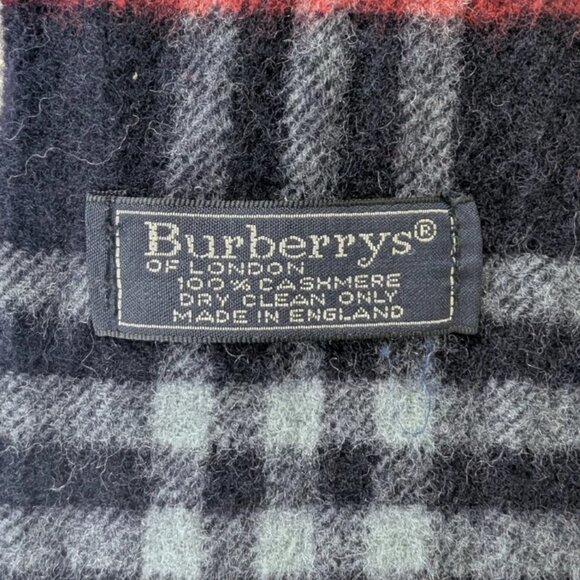 Burberrys®
OF LONDON
100% CASHMERE
DRY CLEAN ONLY
MADE IN ENGLAND